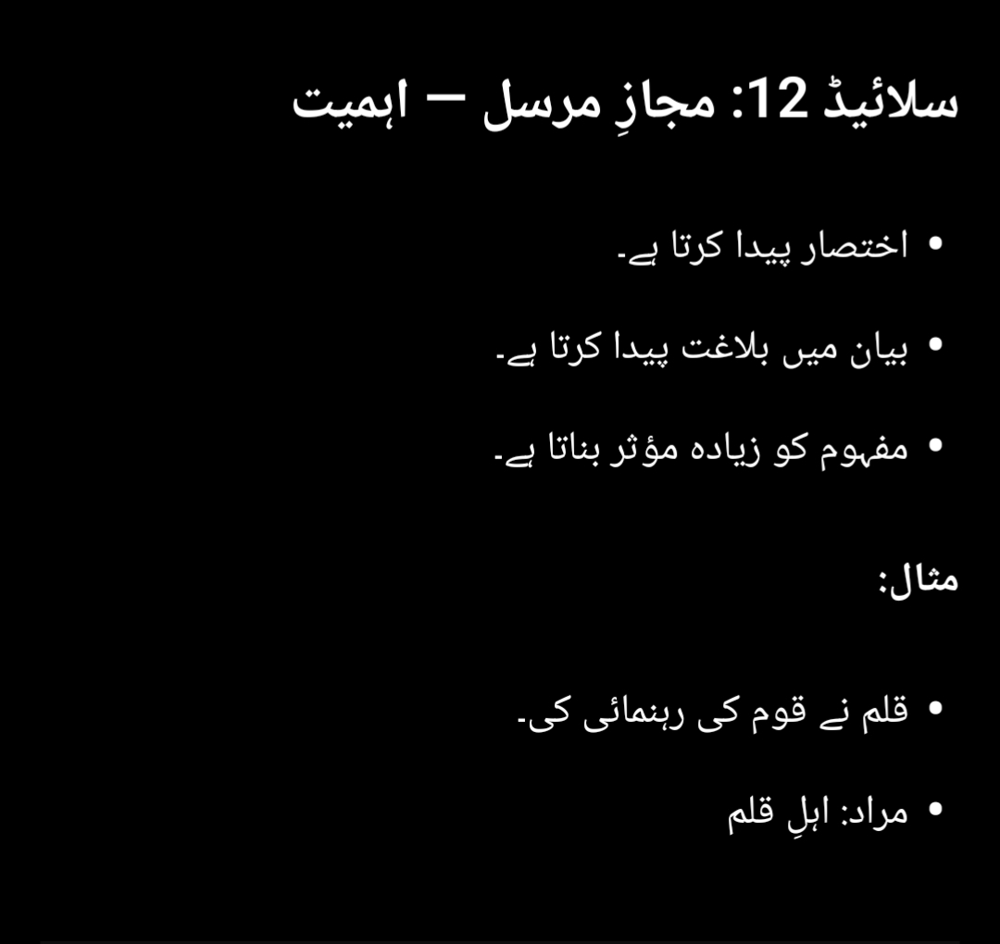 سلائیڈ 12: مجازِ مرسل — اہمیت
• اختصار پیدا کرتا ہے۔
• بیان میں بلاغت پیدا کرتا ہے۔
• مفہوم کو زیادہ مؤثر بناتا ہے۔
مثال:
• قلم نے قوم کی رہنمائی کی۔
• مراد: اہلِ قلم